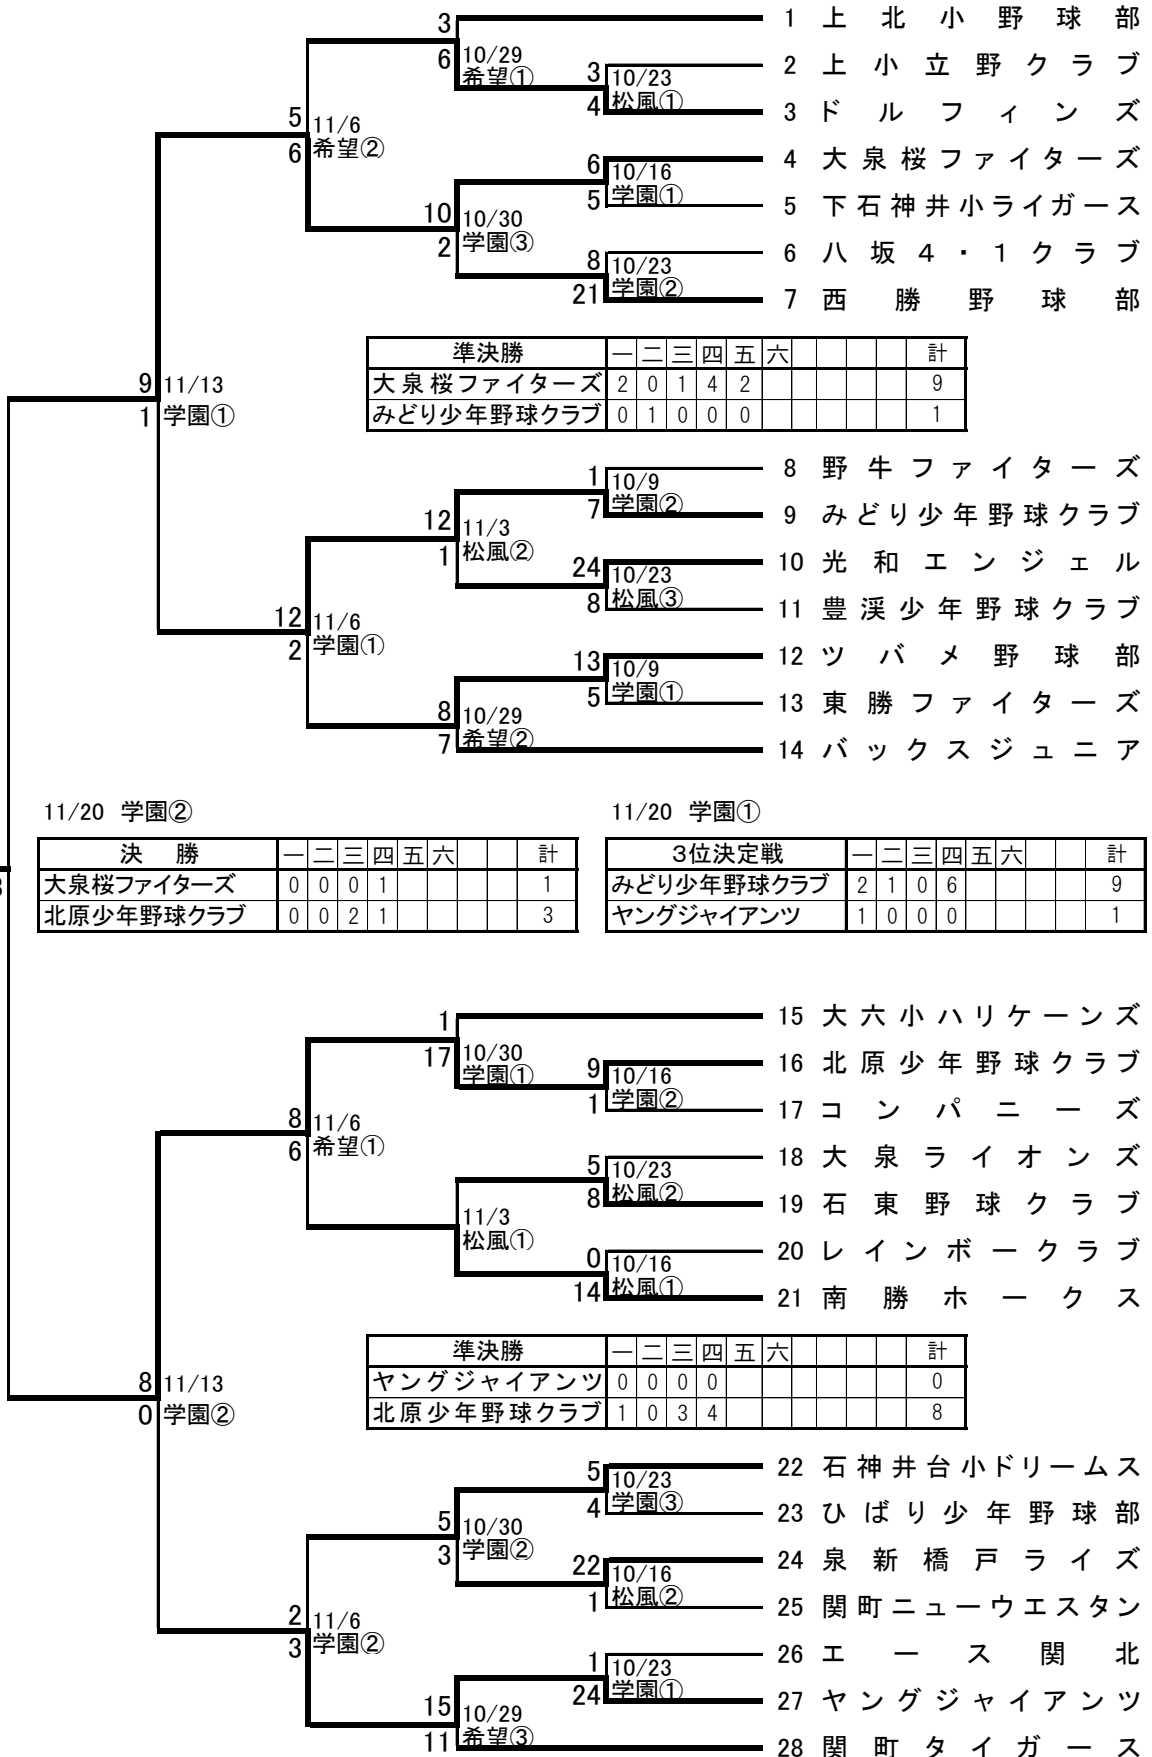 3
1 上北小野球部
6 10/29
希望①
3 10/23
2 上小立野クラブ
4 松風①
3 ドルフィンズ
5 11/6
6 希望②
6 10/16
4 大泉桜ファイターズ
5 学園①
5 下石神井小ライガース
10 10/30
2 学園③
8 10/23
6 八坂4・1クラブ
21 学園②
7 西勝野球部
準決勝 一 二 三 四 五 六 計
大泉桜ファイターズ 2 0 1 4 2 9
みどり少年野球クラブ 0 1 0 0 0 1
9 11/13
1 学園①
1 10/9
8 野牛ファイターズ
7 学園②
9 みどり少年野球クラブ
12 11/3
1 松風②
24 10/23
10 光和エンジェル
8 松風③
11 豊渓少年野球クラブ
12 11/6
2 学園①
13 10/9
12 ツバメ野球部
5 学園①
13 東勝ファイターズ
8 10/29
7 希望②
14 バックスジュニア
11/20 学園②
決勝 一 二 三 四 五 六 計
大泉桜ファイターズ 0 0 0 1 1
北原少年野球クラブ 0 0 2 1 3
11/20 学園①
3位決定戦 一 二 三 四 五 六 計
みどり少年野球クラブ 2 1 0 6 9
ヤングジャイアンツ 1 0 0 0 1
1
15 大六小ハリケーンズ
17 10/30
学園①
9 10/16
16 北原少年野球クラブ
1 学園②
17 コンパニーズ
8 11/6
6 希望①
5 10/23
18 大泉ライオンズ
8 松風②
19 石東野球クラブ
11/3
松風①
0 10/16
20 レインボークラブ
14 松風①
21 南勝ホークス
準決勝 一 二 三 四 五 六 計
ヤングジャイアンツ 0 0 0 0 0
北原少年野球クラブ 1 0 3 4 8
8 11/13
0 学園②
5 10/23
22 石神井台小ドリームス
4 学園③
23 ひばり少年野球部
5 10/30
3 学園②
22 10/16
24 泉新橋戸ライズ
1 松風②
25 関町ニューウエスタン
2 11/6
3 学園②
1 10/23
26 エース関北
24 学園①
27 ヤングジャイアンツ
15 10/29
11 希望③
28 関町タイガース